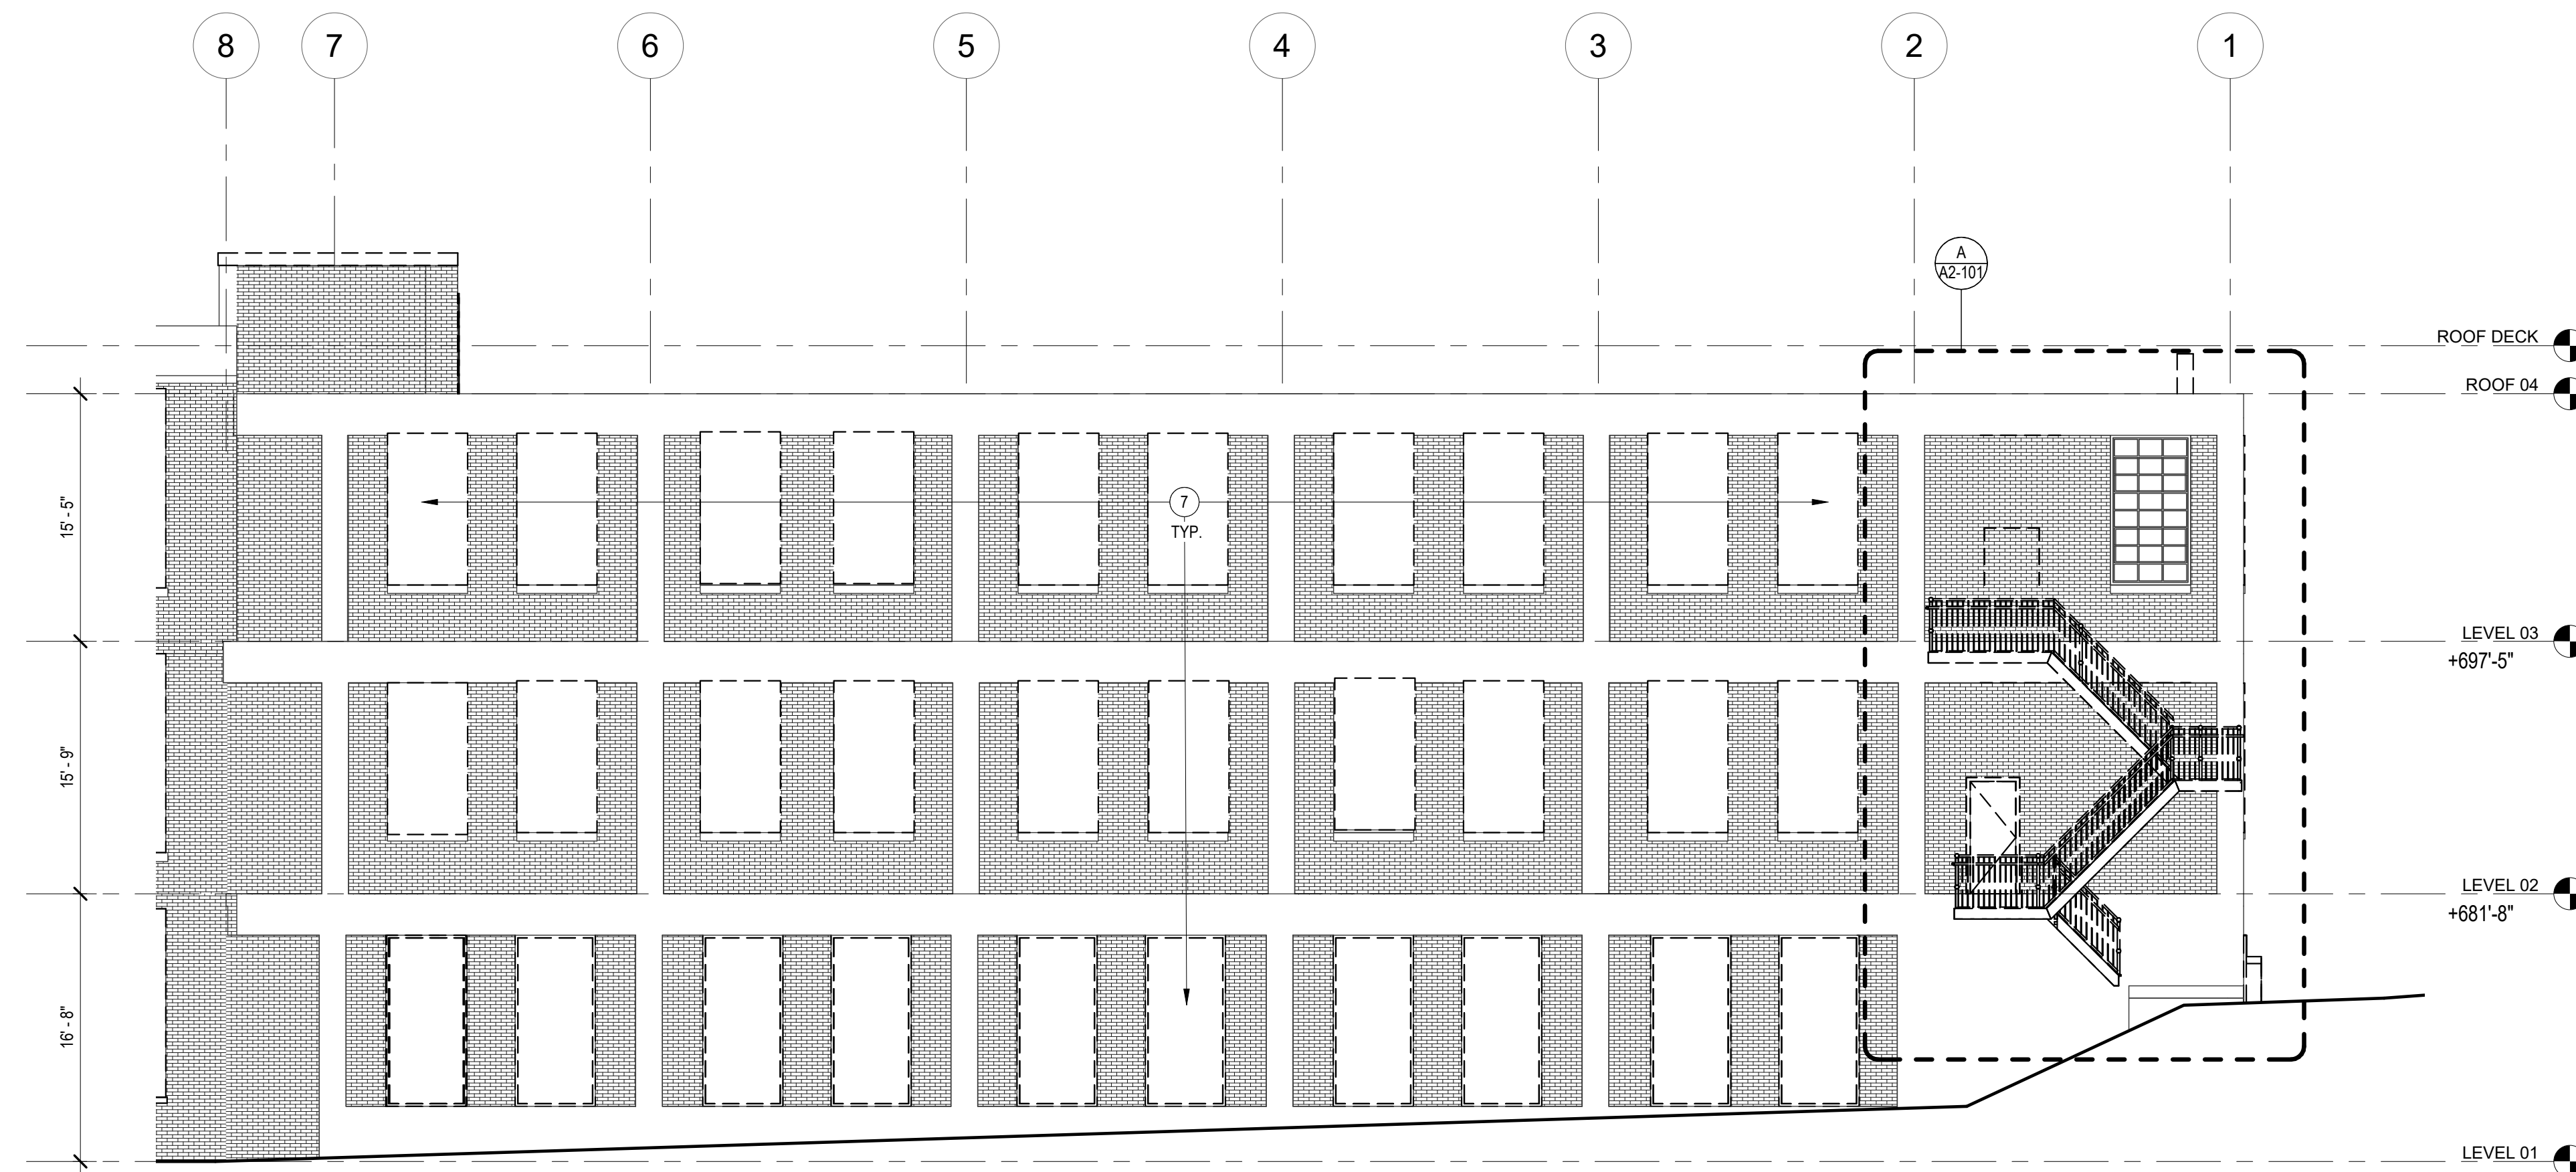 8 7 6 5 4 3 2 1
A
A2-101
ROOF DECK
ROOF 04
15' - 5"
7
TYP.
LEVEL 03
+697'-5"
15' - 9"
LEVEL 02
+681'-8"
16' - 8"
LEVEL 01